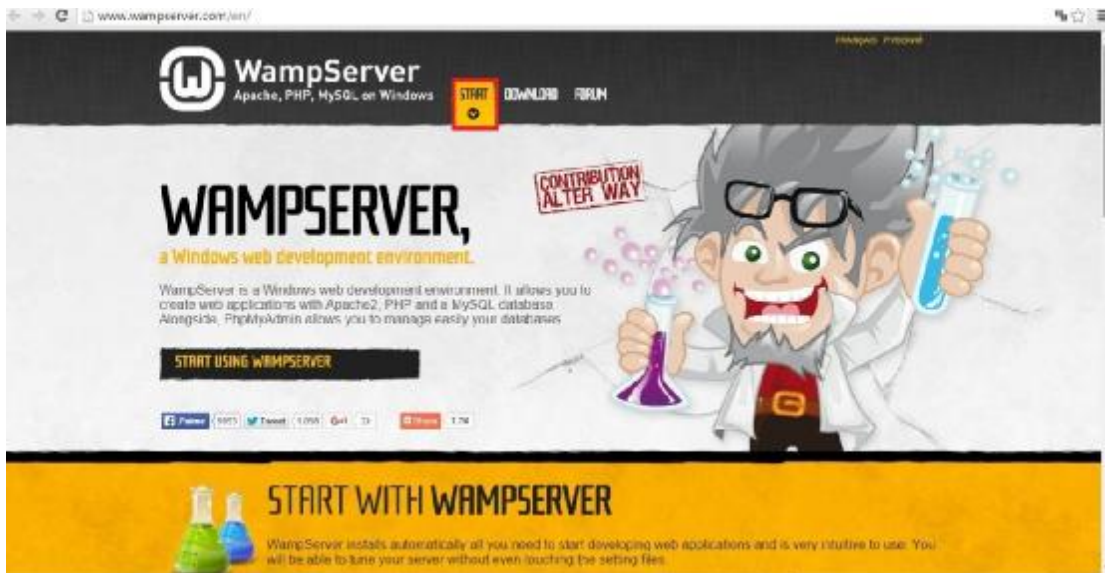 www.wampserver.com/en/
WampServer
Apache, PHP, MySQL on Windows
START
DOWNLOAD
FORUM
CONTRIBUTION
ALTER WAY
WAMPSERVER,
a Windows web development environment.
WampServer is a Windows web development environment. It allows you to
create web applications with Apache2, PHP and a MySQL database.
Alongside, PhpMyAdmin allows you to manage easily your databases.
START USING WAMPSERVER
Tweet
Share
START WITH WAMPSERVER
WampServer installs automatically all you need to start developing web applications and is very intuitive to use. You
will be able to tune your server without even touching the setting files.